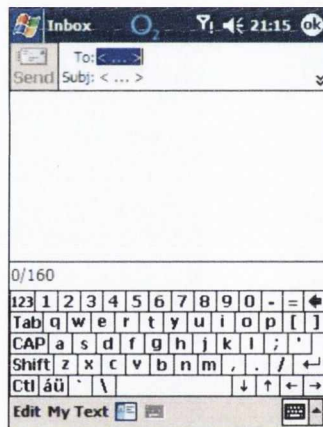 Inbox O2 21:15 ok
To: < ... >
Send Subj: < ... >
0/160
123 1 2 3 4 5 6 7 8 9 0 - = ←
Tab q w e r t y u i o p [ ]
CAP a s d f g h j k l ; '
Shift z x c v b n m , . / ↵
Ctl áü ` \ ↓ ↑ ← →
Edit My Text